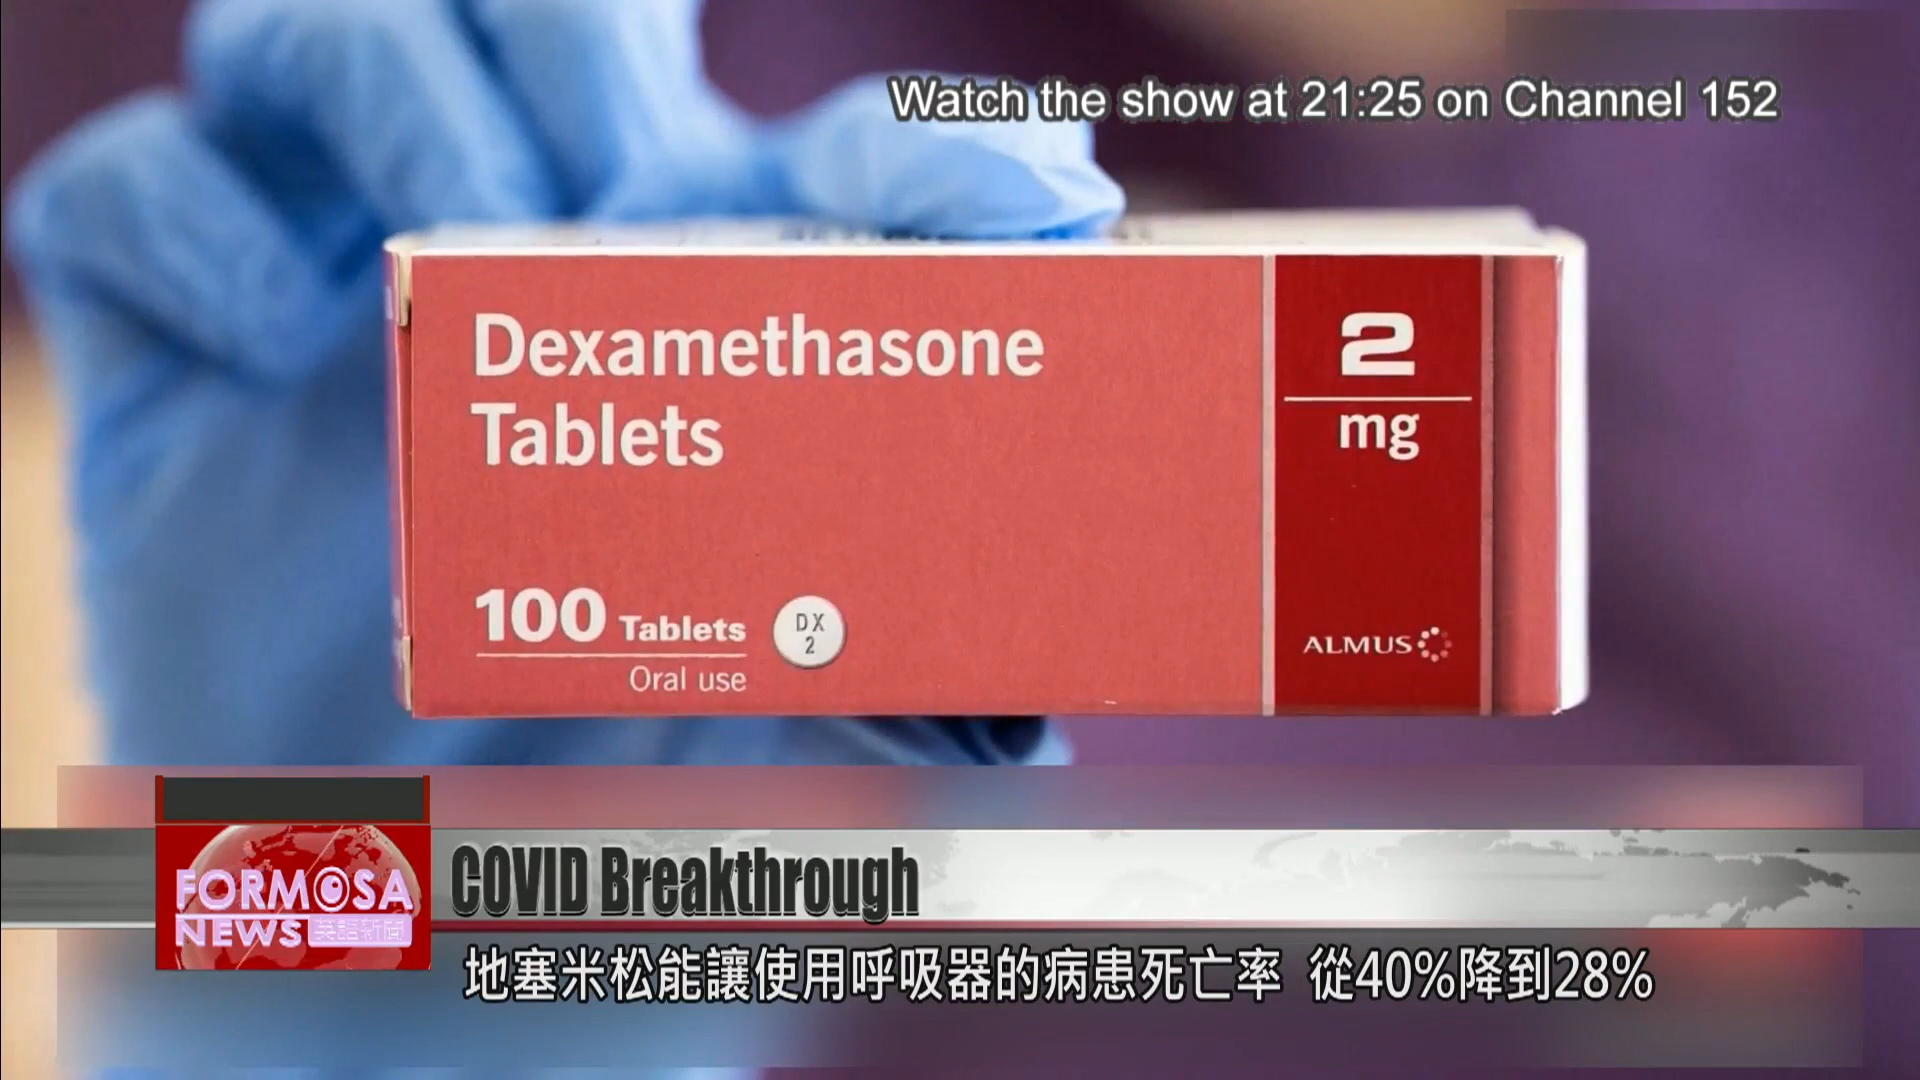 Watch the show at 21:25 on Channel 152
Dexamethasone
Tablets
2
mg
100 Tablets
Oral use
DX
2
ALMUS
FORMOSA
NEWS 英語新聞
COVID Breakthrough
地塞米松能讓使用呼吸器的病患死亡率 從40%降到28%